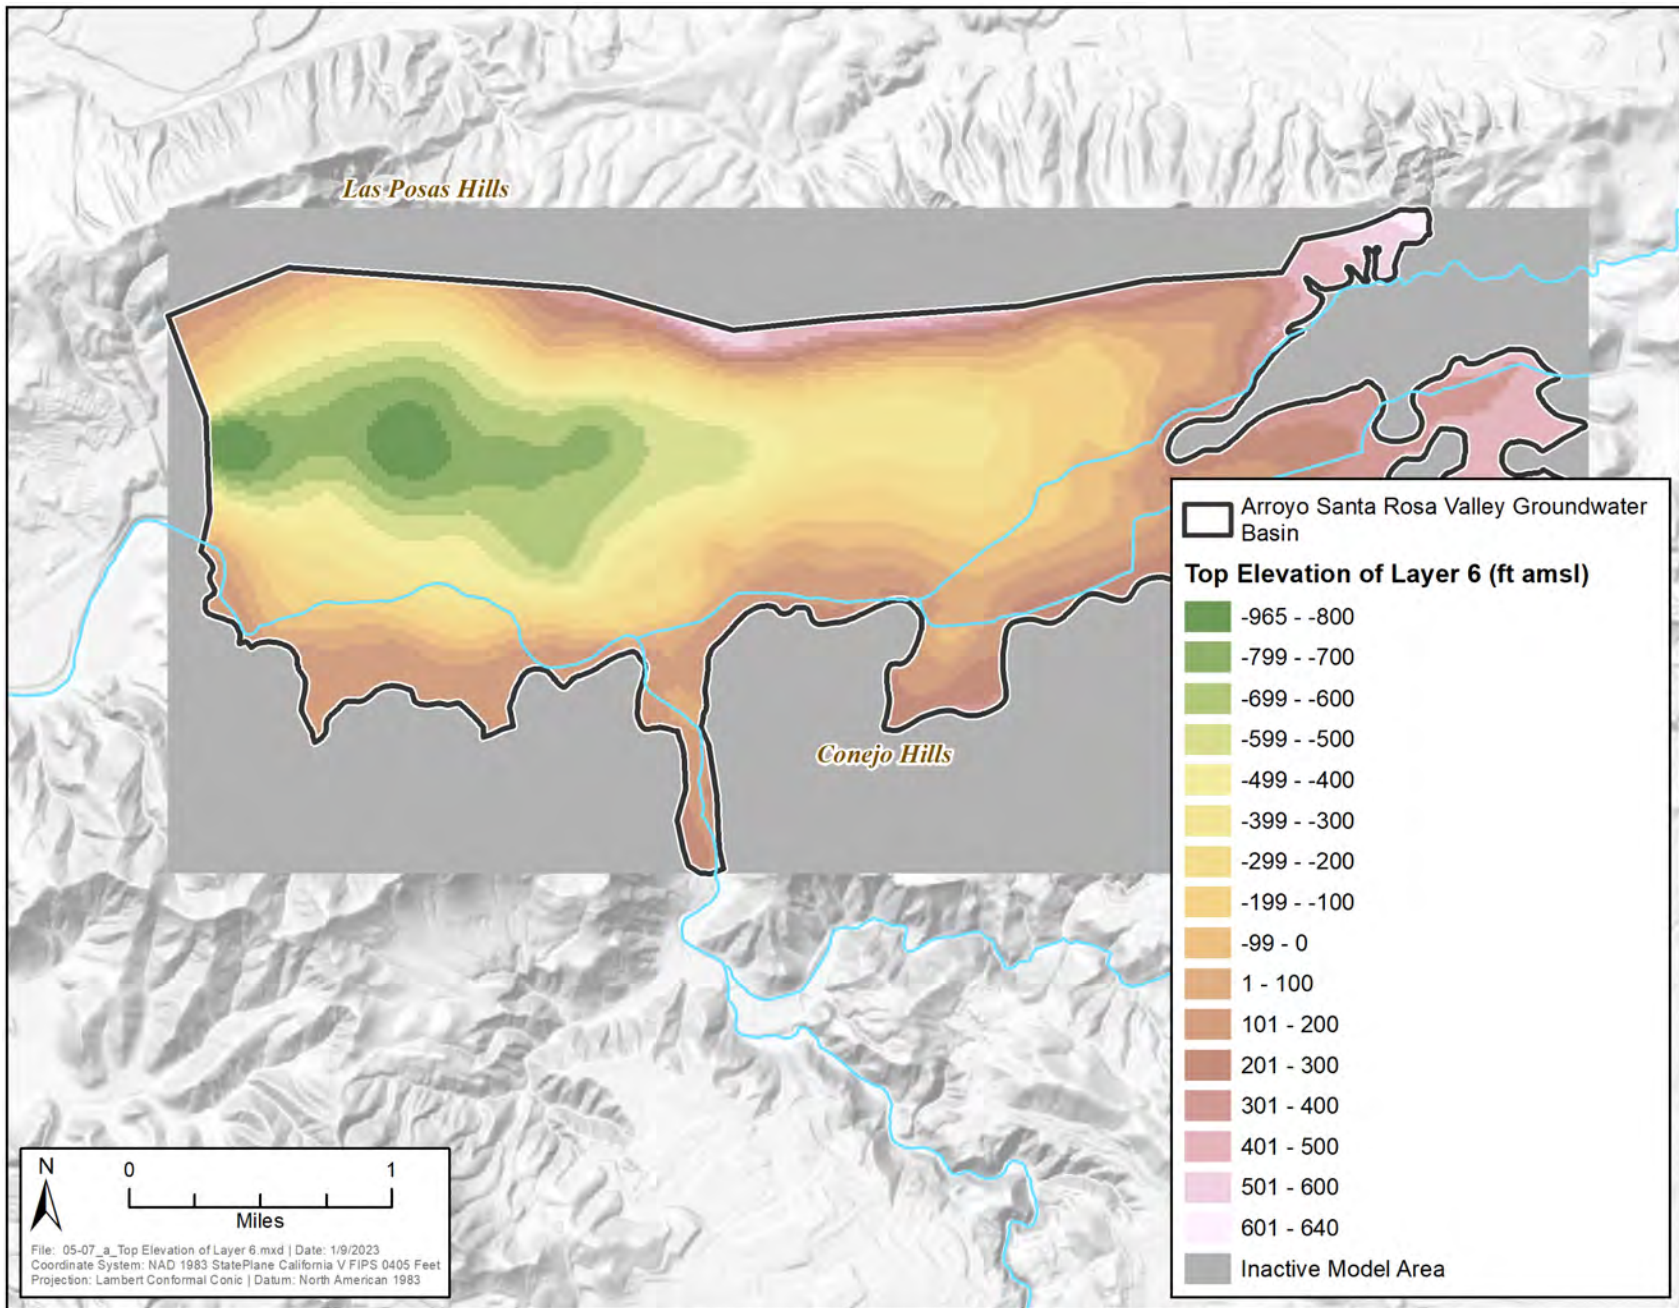 Las Posas Hills
Conejo Hills
Arroyo Santa Rosa Valley Groundwater
Basin
Top Elevation of Layer 6 (ft amsl)
-965 - -800
-799 - -700
-699 - -600
-599 - -500
-499 - -400
-399 - -300
-299 - -200
-199 - -100
-99 - 0
1 - 100
101 - 200
201 - 300
301 - 400
401 - 500
501 - 600
601 - 640
Inactive Model Area
N
0 1
Miles
File: 05-07_a_Top Elevation of Layer 6.mxd | Date: 1/9/2023
Coordinate System: NAD 1983 StatePlane California V FIPS 0405 Feet
Projection: Lambert Conformal Conic | Datum: North American 1983